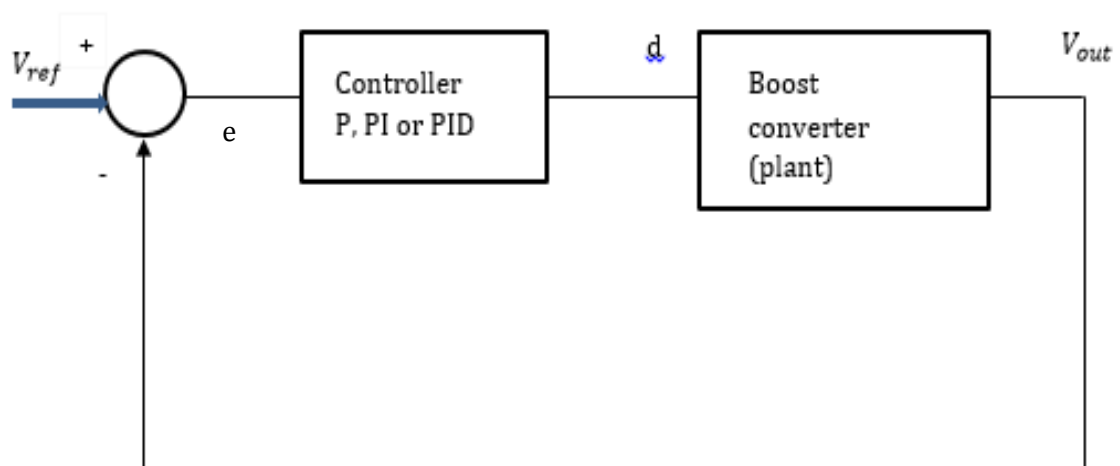 V_ref
+
-
e
Controller
P, PI or PID
d
Boost
converter
(plant)
V_out